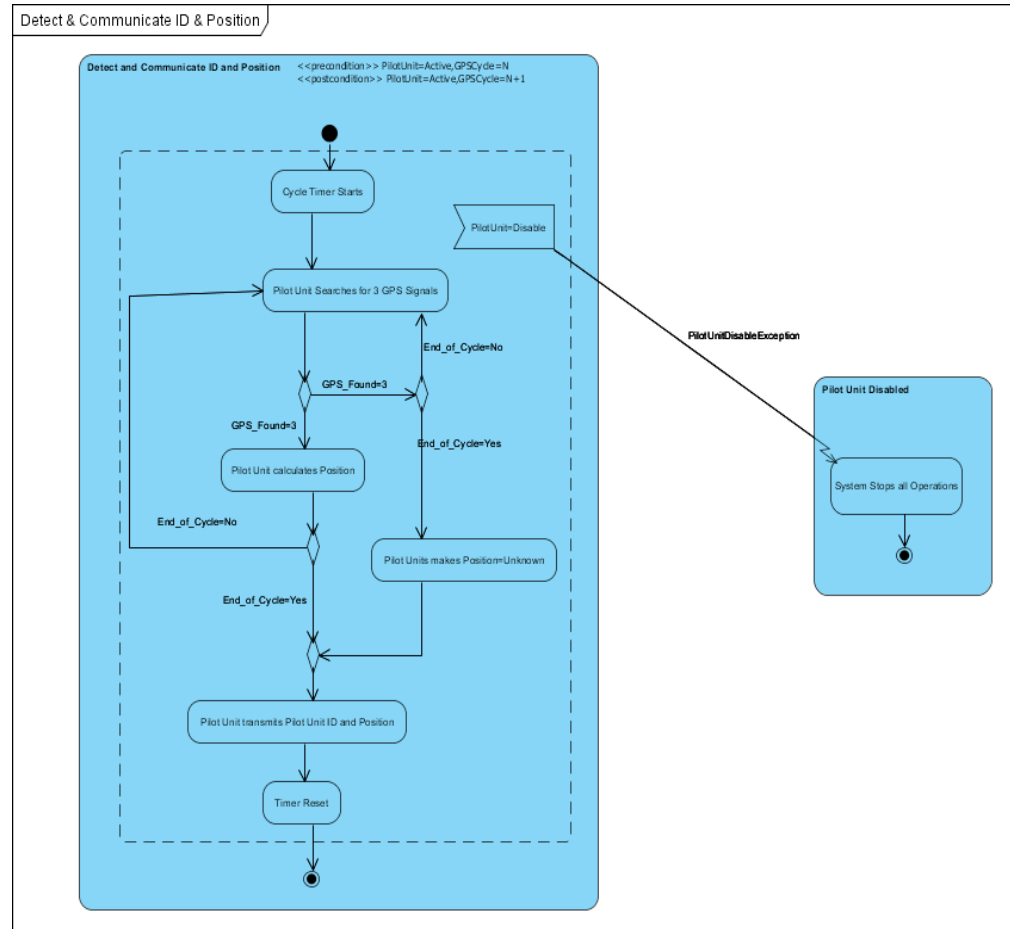 Detect & Communicate ID & Position
Detect and Communicate ID and Position
<<precondition>> PilotUnit=Active,GPSCycle=N
<<postcondition>> PilotUnit=Active,GPSCycle=N+1
Cycle Timer Starts
PilotUnit=Disable
Pilot Unit Searches for 3 GPS Signals
PilotUnitDisableException
End_of_Cycle=No
GPS_Found=3
Pilot Unit Disabled
GPS_Found=3
End_of_Cycle=Yes
Pilot Unit calculates Position
System Stops all Operations
End_of_Cycle=No
Pilot Units makes Position=Unknown
End_of_Cycle=Yes
Pilot Unit transmits Pilot Unit ID and Position
Timer Reset